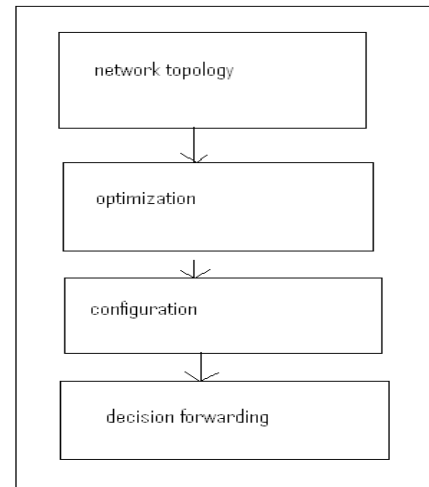 network topology
optimization
configuration
decision forwarding